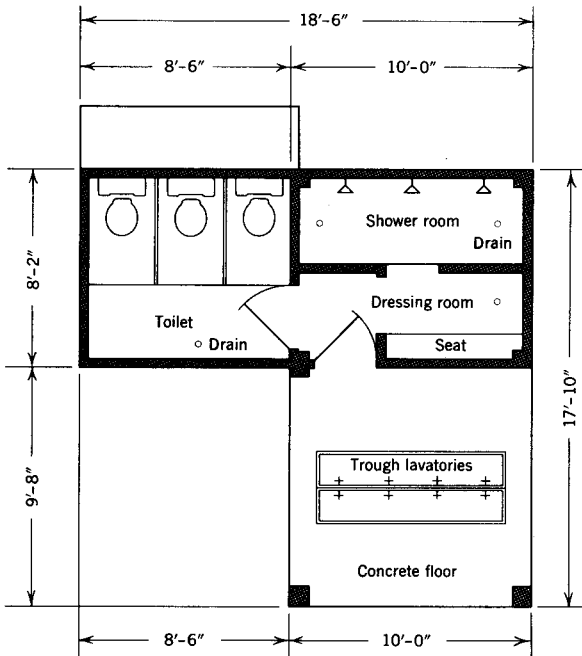 18'-6"
8'-6"
10'-0"
Shower room
Drain
8'-2"
Dressing room
Toilet
Drain
Seat
17'-10"
9'-8"
Trough lavatories
Concrete floor
8'-6"
10'-0"